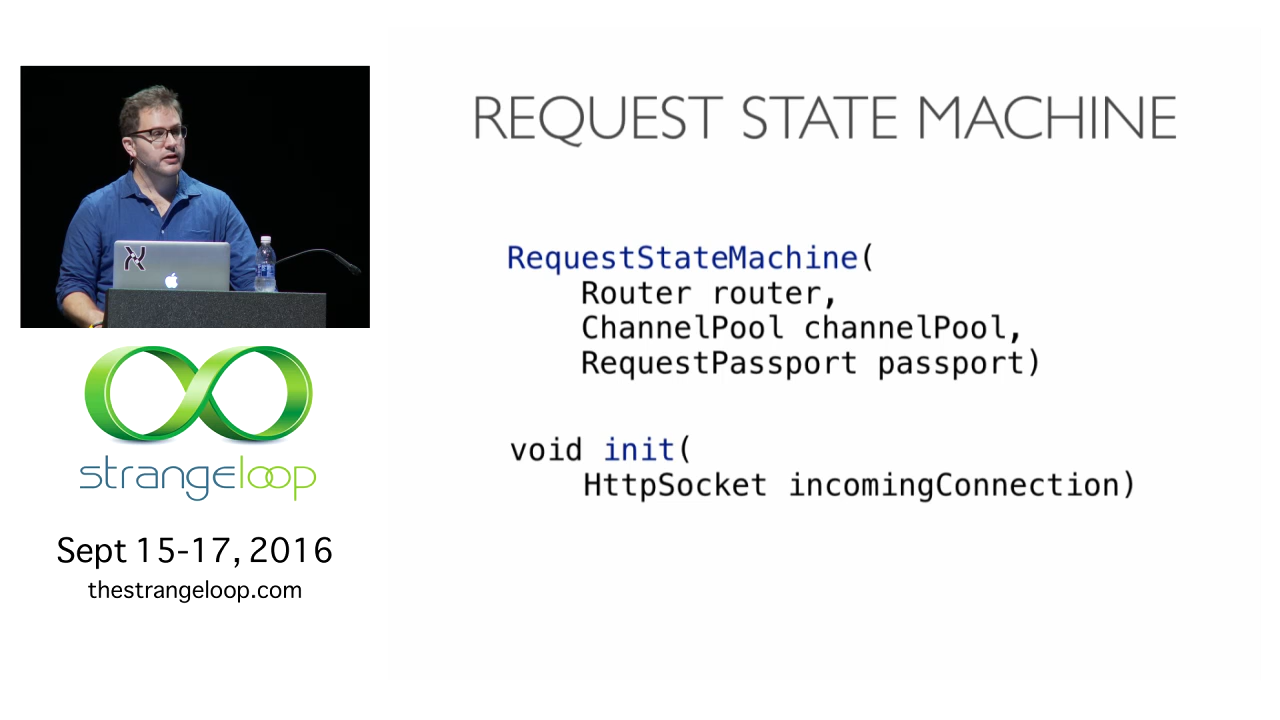 REQUEST STATE MACHINE
RequestStateMachine(
Router router,
ChannelPool channelPool,
RequestPassport passport)
void init(
HttpSocket incomingConnection)
strangeloop
Sept 15-17, 2016
thestrangeloop.com